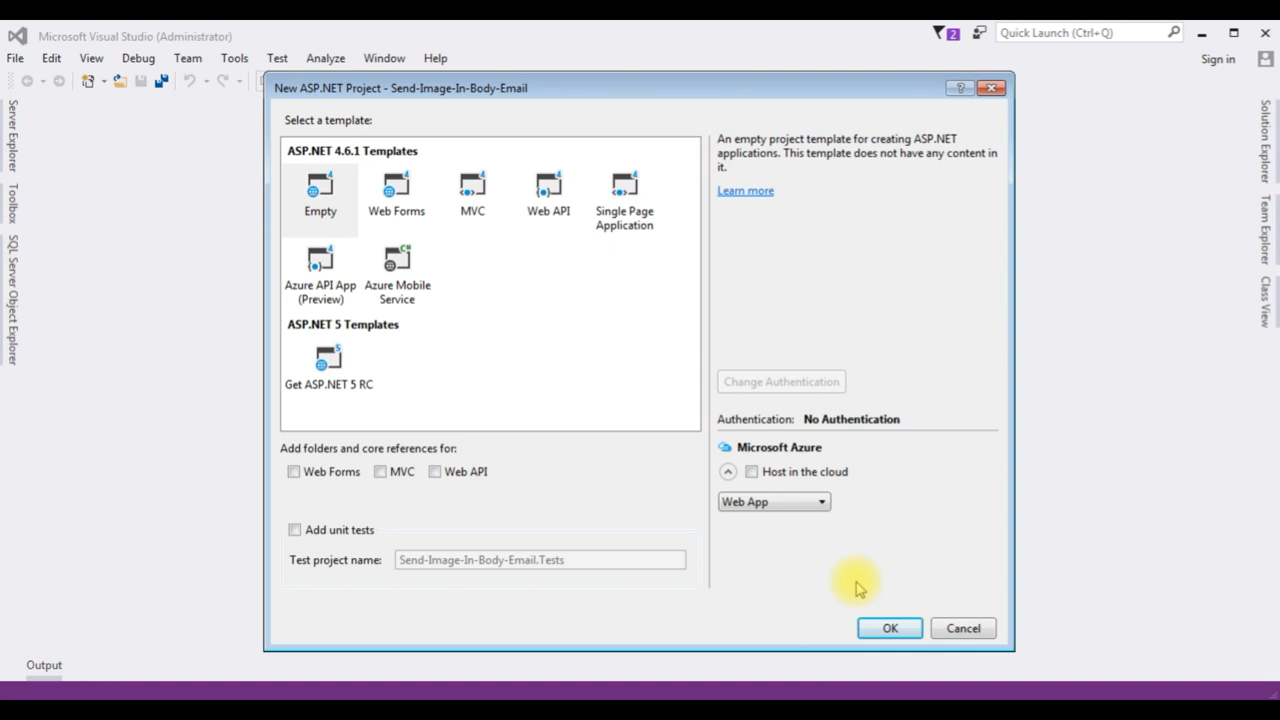 Microsoft Visual Studio (Administrator)
2
Quick Launch (Ctrl+Q)
File Edit View Debug Team Tools Test Analyze Window Help
Sign in
Server Explorer
Toolbox
SQL Server Object Explorer
New ASP.NET Project - Send-Image-In-Body-Email
?
Select a template:
ASP.NET 4.6.1 Templates
Empty
Web Forms
MVC
Web API
Single Page
Application
Azure API App
(Preview)
Azure Mobile
Service
ASP.NET 5 Templates
Get ASP.NET 5 RC
Add folders and core references for:
Web Forms MVC Web API
Add unit tests
Test project name: Send-Image-In-Body-Email.Tests
An empty project template for creating ASP.NET
applications. This template does not have any content in
it.
Learn more
Change Authentication
Authentication: No Authentication
Microsoft Azure
Host in the cloud
Web App
OK Cancel
Solution Explorer
Team Explorer
Class View
Output